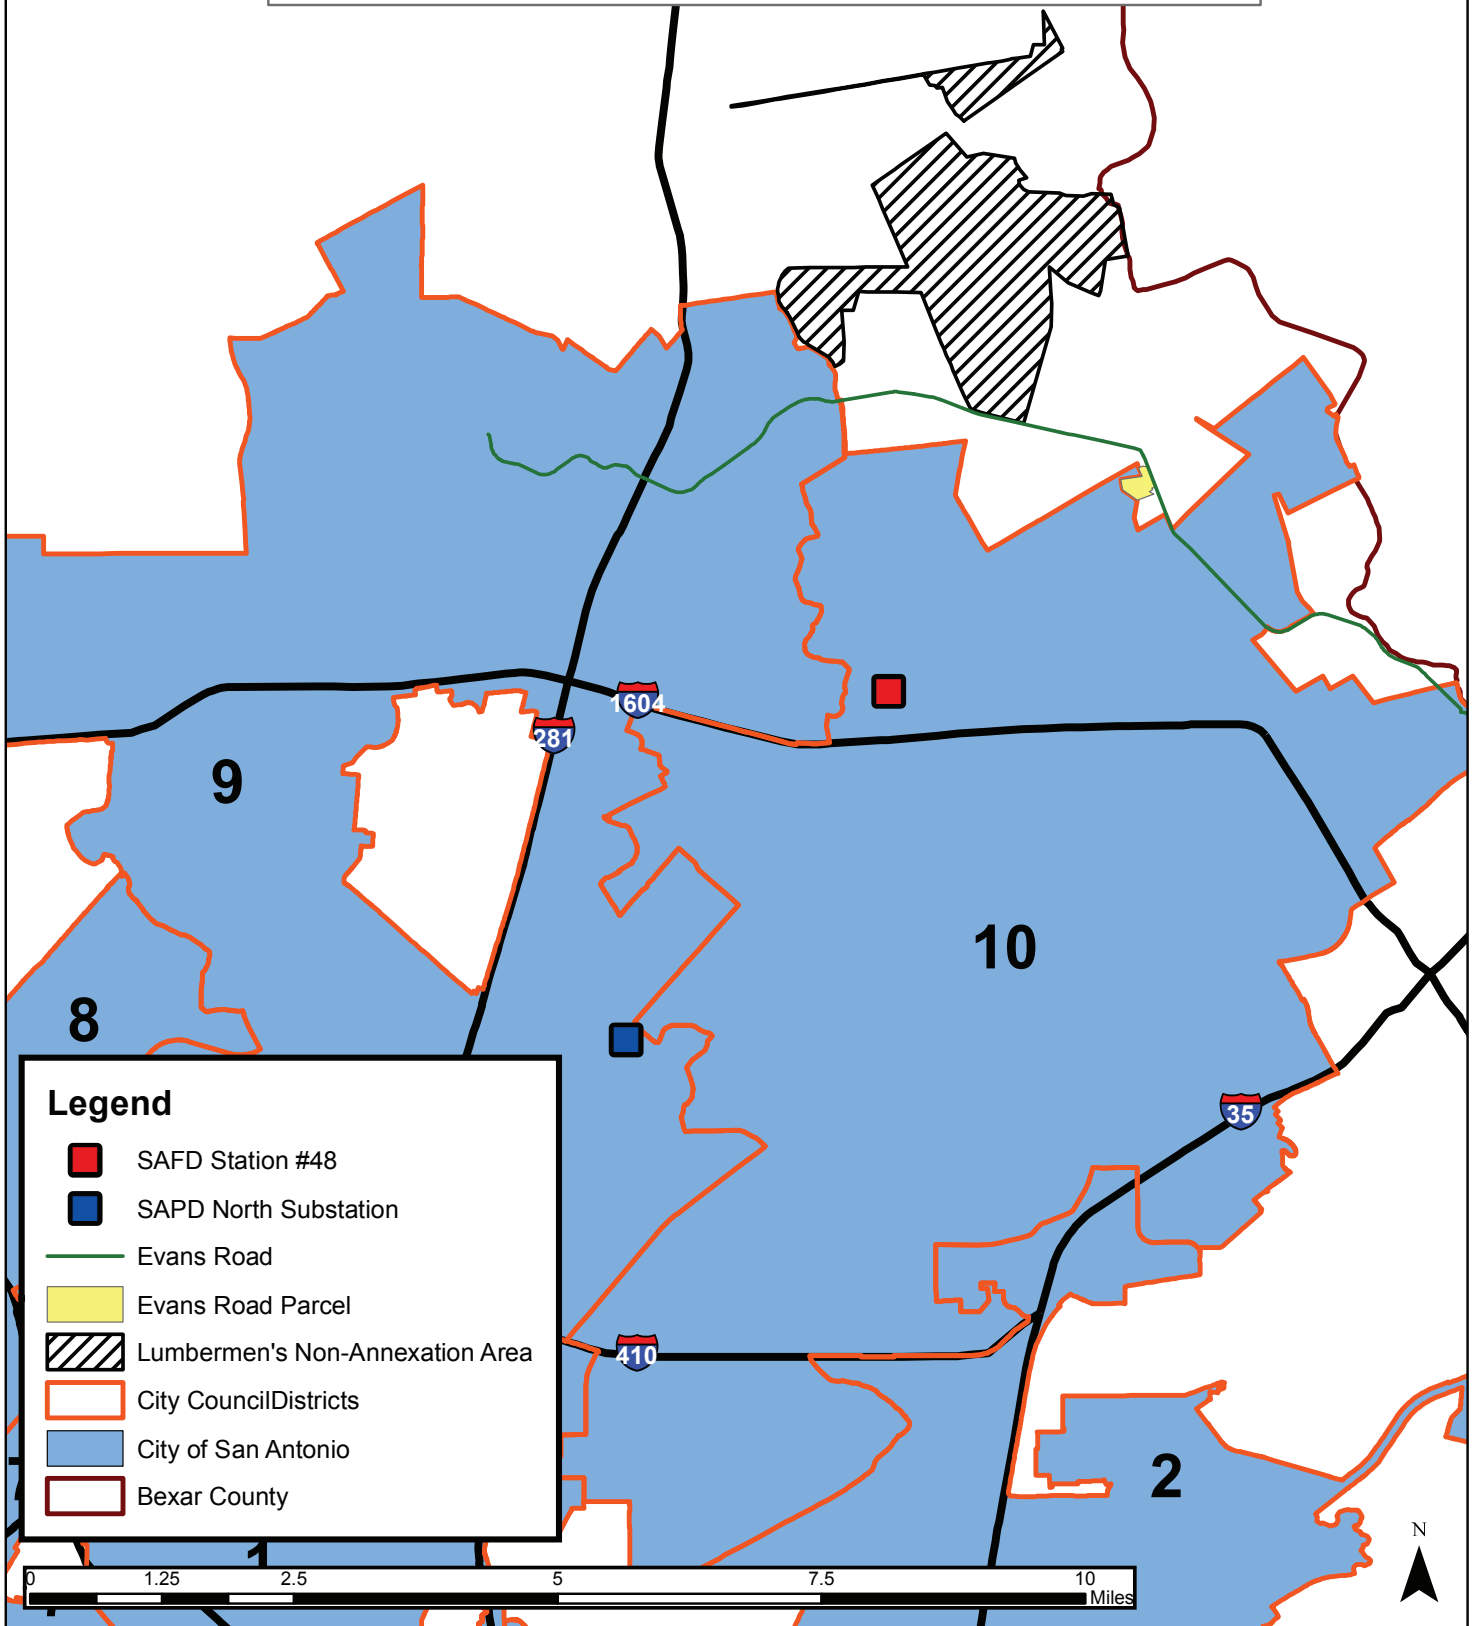 1604
281
9
10
8
35
Legend
SAFD Station #48
SAPD North Substation
Evans Road
Evans Road Parcel
Lumbermen's Non-Annexation Area
City CouncilDistricts
City of San Antonio
Bexar County
410
2
1
N
0 1.25 2.5 5 7.5 10
Miles